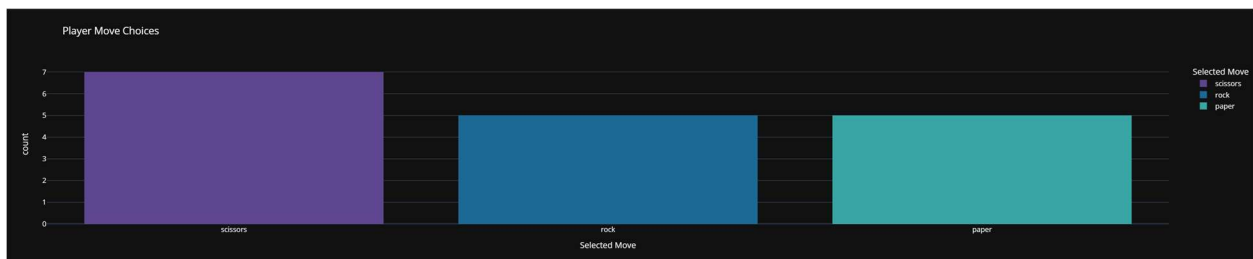 Player Move Choices
7
6
5
4
3
2
1
0
count
scissors
rock
paper
Selected Move
Selected Move
scissors
rock
paper